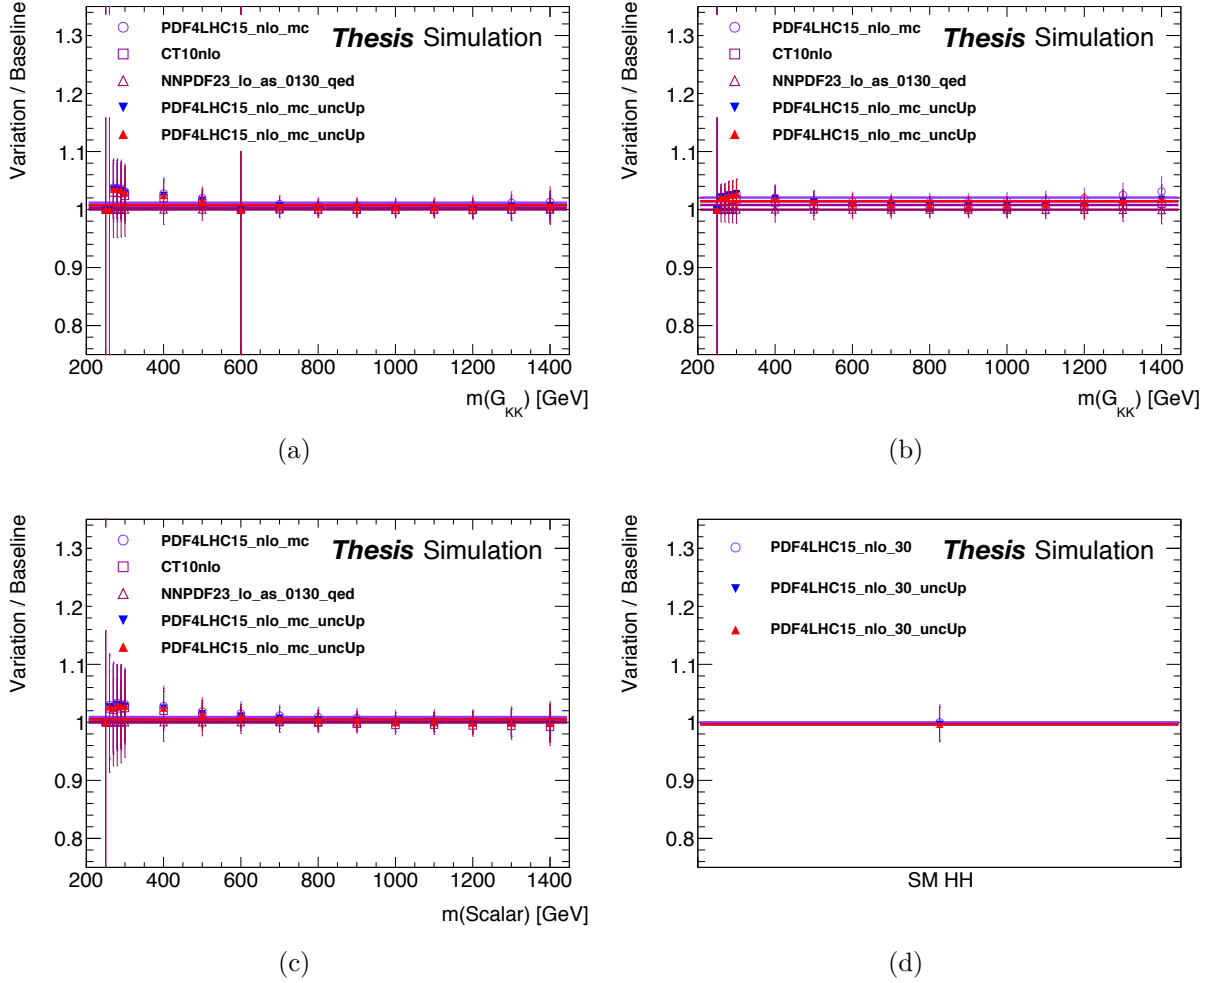 Variation / Baseline
1.3
1.2
1.1
1
0.9
0.8
PDF4LHC15_nlo_mc
CT10nlo
NNPDF23_lo_as_0130_qed
PDF4LHC15_nlo_mc_uncUp
PDF4LHC15_nlo_mc_uncUp
Thesis Simulation
200 400 600 800 1000 1200 1400
m(G_KK) [GeV]
(a)
Variation / Baseline
1.3
1.2
1.1
1
0.9
0.8
PDF4LHC15_nlo_mc
CT10nlo
NNPDF23_lo_as_0130_qed
PDF4LHC15_nlo_mc_uncUp
PDF4LHC15_nlo_mc_uncUp
Thesis Simulation
200 400 600 800 1000 1200 1400
m(G_KK) [GeV]
(b)
Variation / Baseline
1.3
1.2
1.1
1
0.9
0.8
PDF4LHC15_nlo_mc
CT10nlo
NNPDF23_lo_as_0130_qed
PDF4LHC15_nlo_mc_uncUp
PDF4LHC15_nlo_mc_uncUp
Thesis Simulation
200 400 600 800 1000 1200 1400
m(Scalar) [GeV]
(c)
Variation / Baseline
1.3
1.2
1.1
1
0.9
0.8
PDF4LHC15_nlo_30
PDF4LHC15_nlo_30_uncUp
PDF4LHC15_nlo_30_uncUp
Thesis Simulation
SM HH
(d)